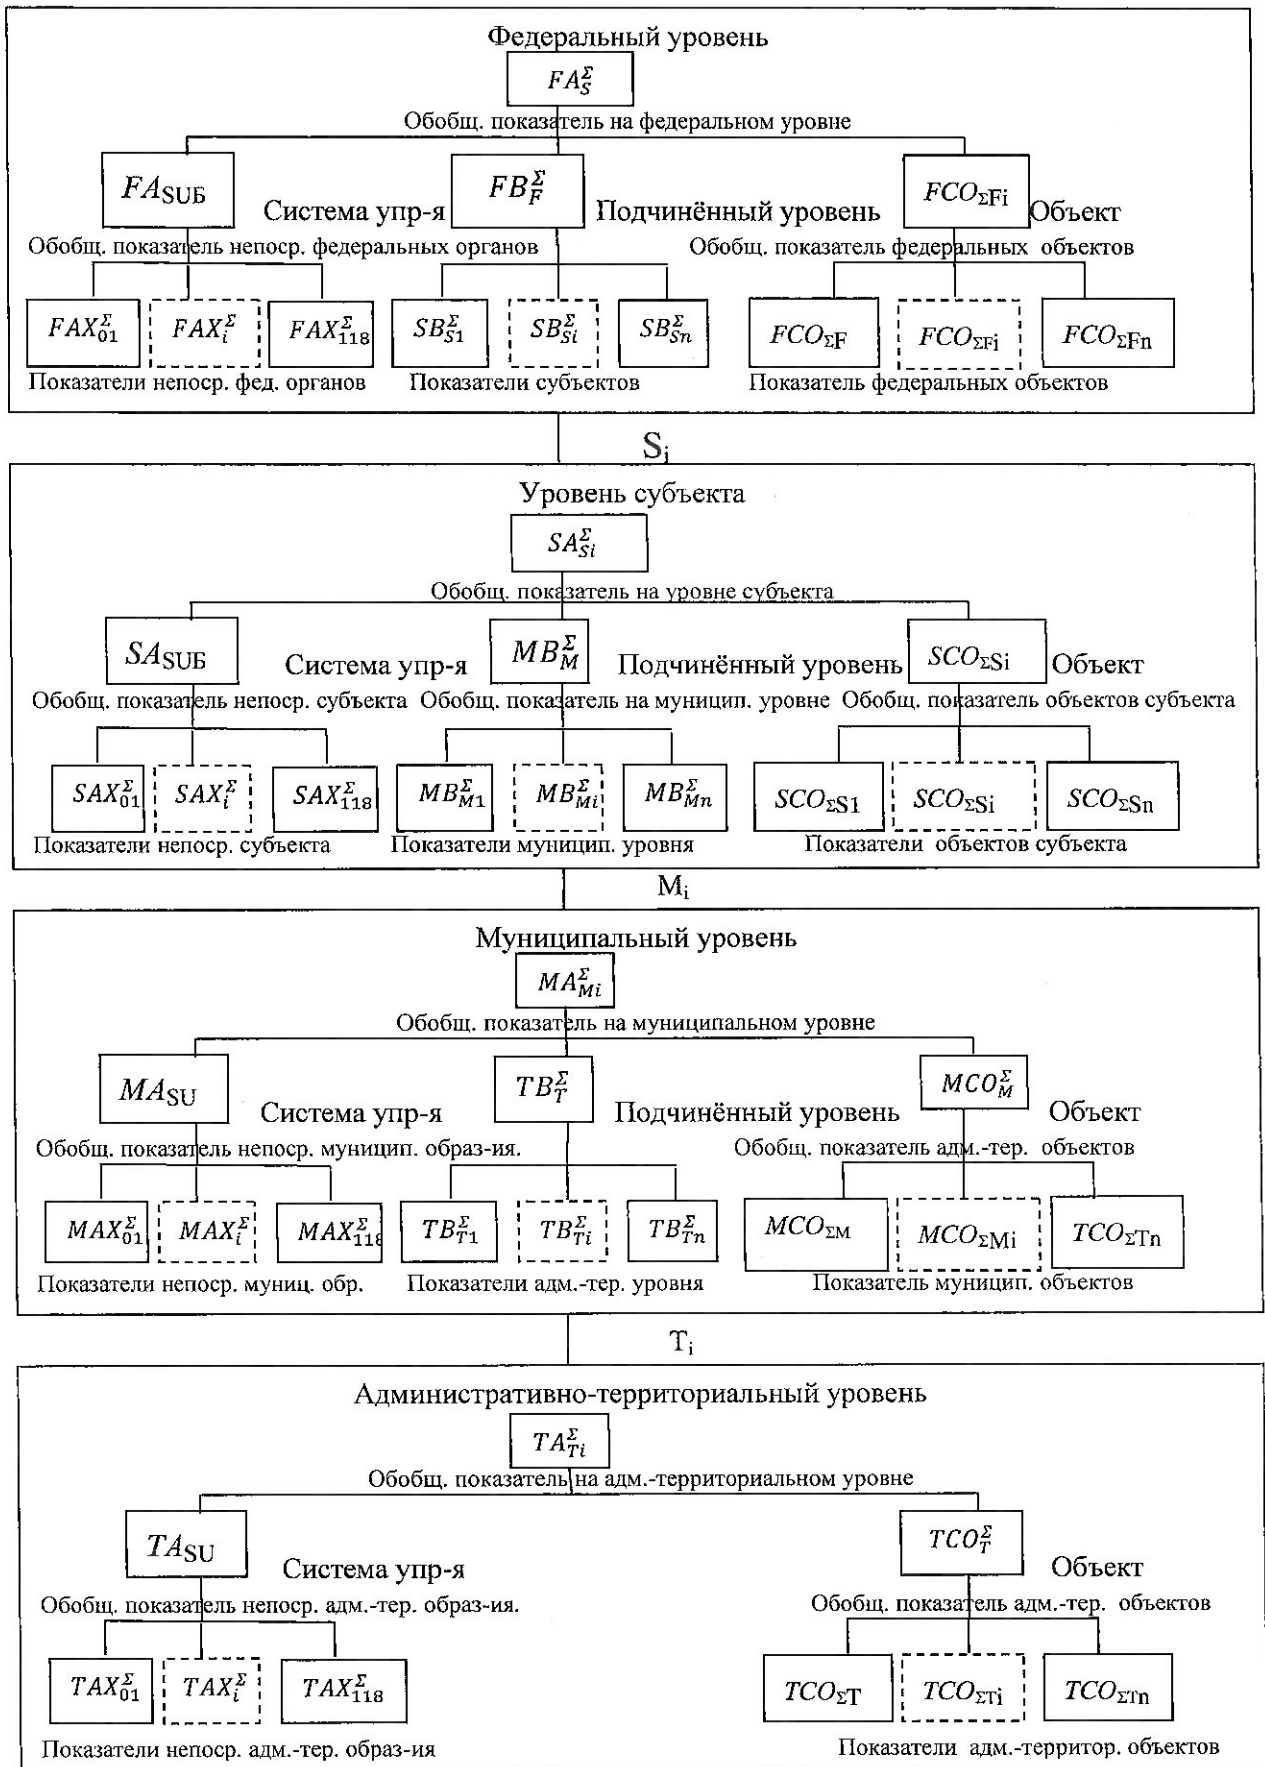 Федеральный уровень
FA_S^Σ
Обобщ. показатель на федеральном уровне
FA_SUБ FB_F^Σ FCO_ΣFi
Система упр-я Подчинённый уровень Объект
Обобщ. показатель непоср. федеральных органов Обобщ. показатель федеральных объектов
FAX_01^Σ FAX_i^Σ FAX_118^Σ SB_S1^Σ SB_Si^Σ SB_Sn^Σ FCO_ΣF FCO_ΣFi FCO_ΣFn
Показатели непоср. фед. органов Показатели субъектов Показатель федеральных объектов
S_i
Уровень субъекта
SA_Si^Σ
Обобщ. показатель на уровне субъекта
SA_SUБ MB_M^Σ SCO_ΣSi
Система упр-я Подчинённый уровень Объект
Обобщ. показатель непоср. субъекта Обобщ. показатель на муницип. уровне Обобщ. показатель объектов субъекта
SAX_01^Σ SAX_i^Σ SAX_118^Σ MB_M1^Σ MB_Mi^Σ MB_Mn^Σ SCO_ΣS1 SCO_ΣSi SCO_ΣSn
Показатели непоср. субъекта Показатели муницип. уровня Показатели объектов субъекта
M_i
Муниципальный уровень
MA_Mi^Σ
Обобщ. показатель на муниципальном уровне
MA_SU TB_T^Σ MCO_M^Σ
Система упр-я Подчинённый уровень Объект
Обобщ. показатель непоср. муницип. образ-ия. Обобщ. показатель адм.-тер. объектов
MAX_01^Σ MAX_i^Σ MAX_118^Σ TB_T1^Σ TB_Ti^Σ TB_Tn^Σ MCO_ΣM MCO_ΣMi TCO_ΣTn
Показатели непоср. муниц. обр. Показатели адм.-тер. уровня Показатель муницип. объектов
T_i
Административно-территориальный уровень
TA_Ti^Σ
Обобщ. показатель на адм.-территориальном уровне
TA_SU TCO_T^Σ
Система упр-я Объект
Обобщ. показатель непоср. адм.-тер. образ-ия. Обобщ. показатель адм.-тер. объектов
TAX_01^Σ TAX_i^Σ TAX_118^Σ TCO_ΣT TCO_ΣTi TCO_ΣTn
Показатели непоср. адм.-тер. образ-ия Показатели адм.-территор. объектов